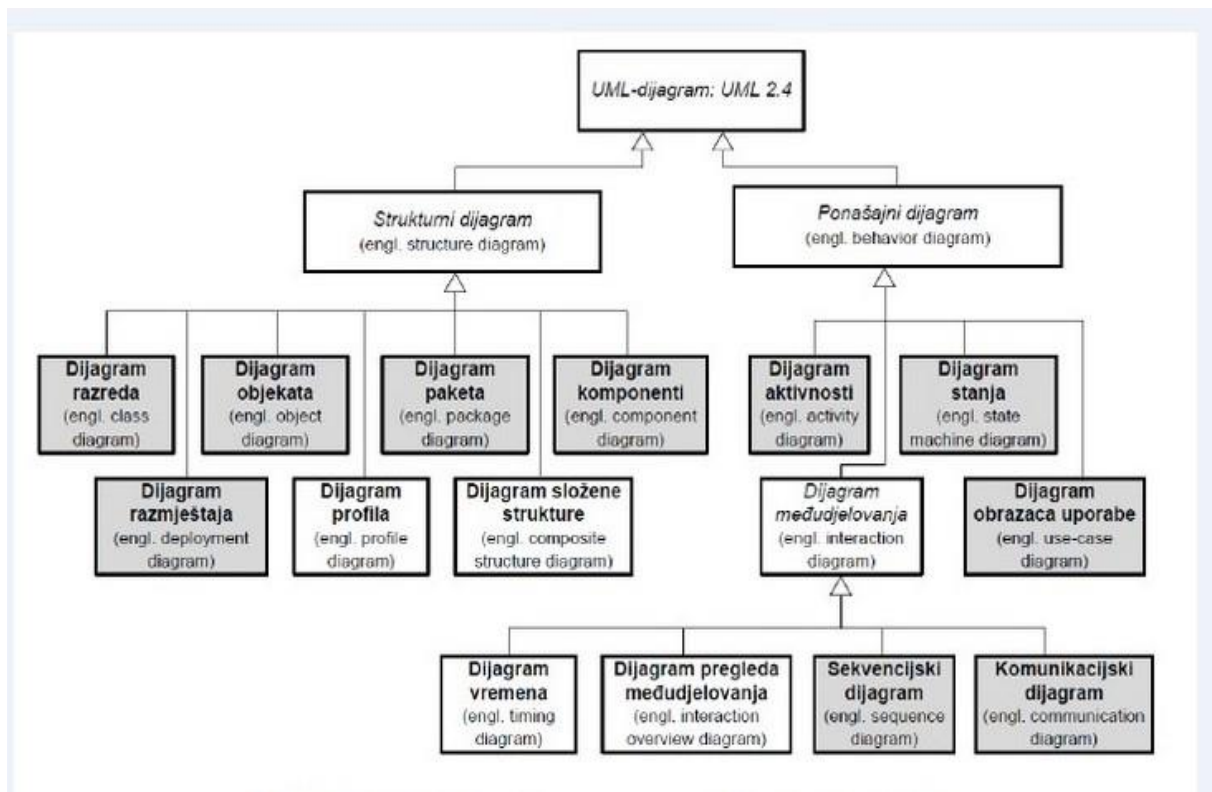 UML-dijagram: UML 2.4
Strukturni dijagram
(engl. structure diagram)
Ponašajni dijagram
(engl. behavior diagram)
Dijagram
razreda
(engl. class
diagram)
Dijagram
objekata
(engl. object
diagram)
Dijagram
paketa
(engl. package
diagram)
Dijagram
komponenti
(engl. component
diagram)
Dijagram
aktivnosti
(engl. activity
diagram)
Dijagram
stanja
(engl. state
machine diagram)
Dijagram
razmještaja
(engl. deployment
diagram)
Dijagram
profila
(engl. profile
diagram)
Dijagram složene
strukture
(engl. composite
structure diagram)
Dijagram
međudjelovanja
(engl. interaction
diagram)
Dijagram
obrazaca uporabe
(engl. use-case
diagram)
Dijagram
vremena
(engl. timing
diagram)
Dijagram pregleda
međudjelovanja
(engl. interaction
overview diagram)
Sekvencijski
dijagram
(engl. sequence
diagram)
Komunikacijski
dijagram
(engl. communication
diagram)